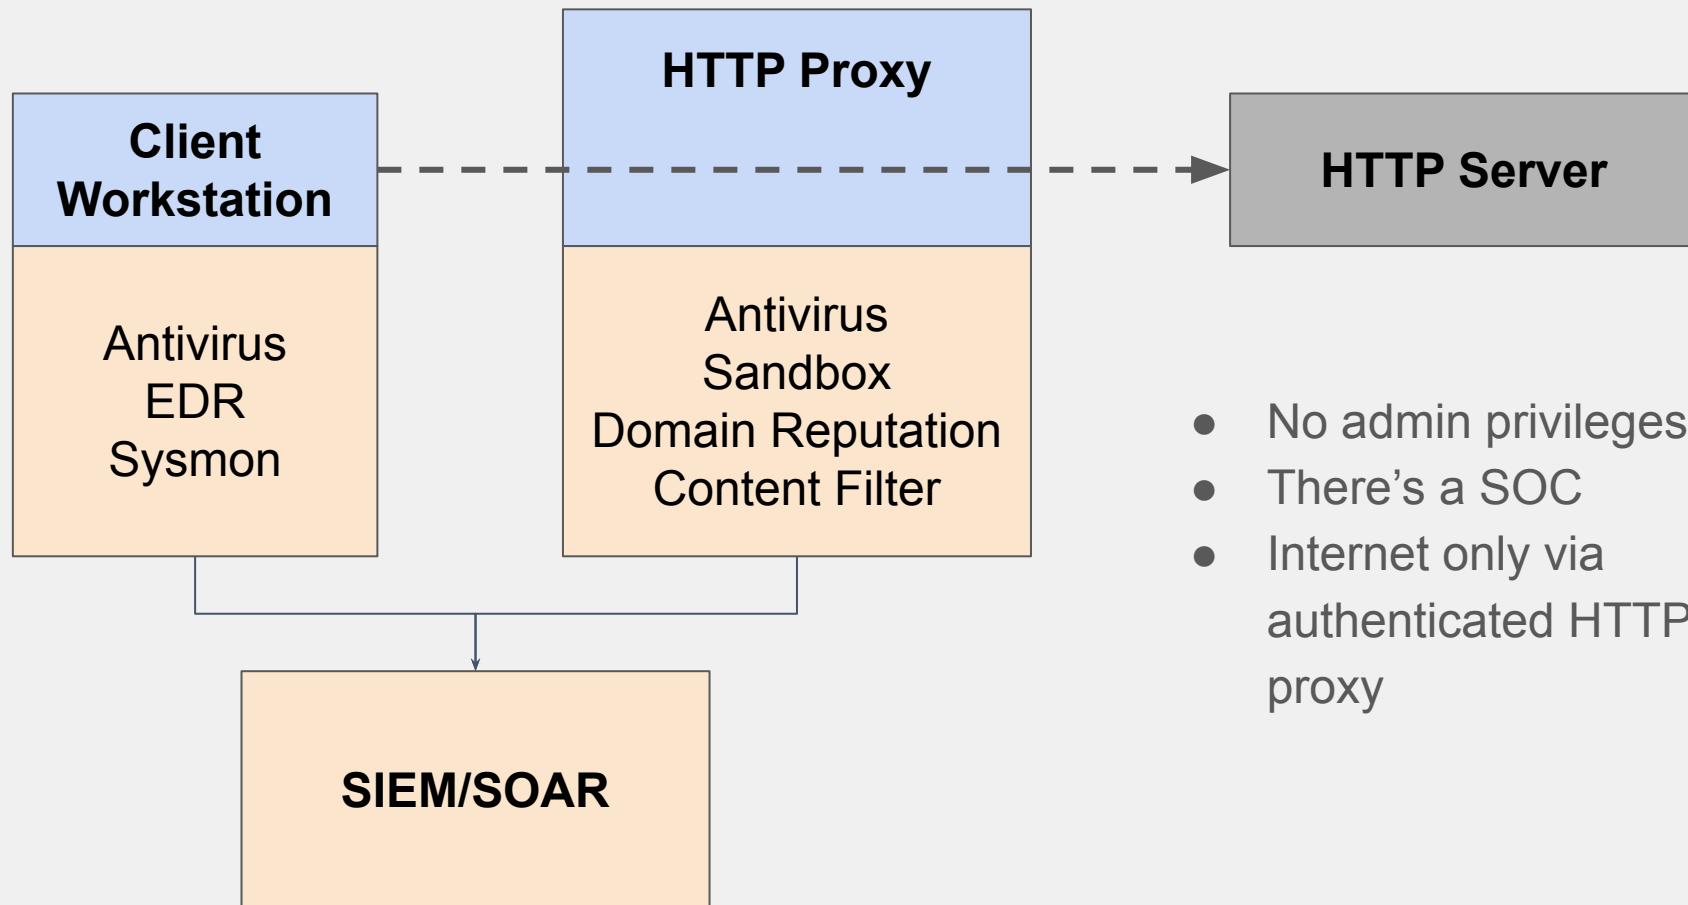 HTTP Proxy
Client
Workstation
HTTP Server
Antivirus
EDR
Sysmon
Antivirus
Sandbox
Domain Reputation
Content Filter
● No admin privileges
● There’s a SOC
● Internet only via
authenticated HTTP
proxy
SIEM/SOAR